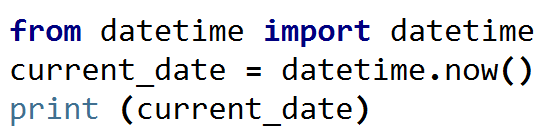 from datetime import datetime
current_date = datetime.now()
print (current_date)